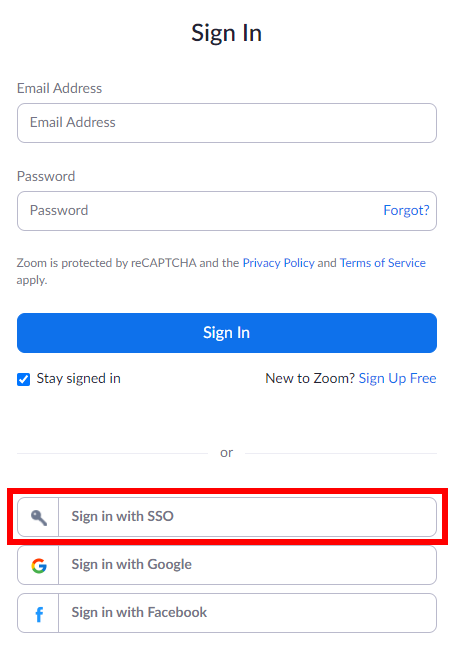 Sign In
Email Address
Email Address
Password
Password Forgot?
Zoom is protected by reCAPTCHA and the Privacy Policy and Terms of Service
apply.
Sign In
Stay signed in New to Zoom? Sign Up Free
or
Sign in with SSO
Sign in with Google
Sign in with Facebook